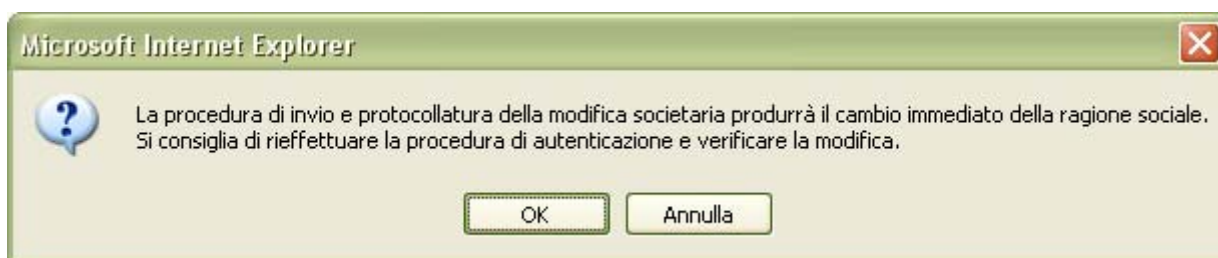 Microsoft Internet Explorer
La procedura di invio e protocollatura della modifica societaria produrrà il cambio immediato della ragione sociale.
Si consiglia di rieffettuare la procedura di autenticazione e verificare la modifica.
OK Annulla